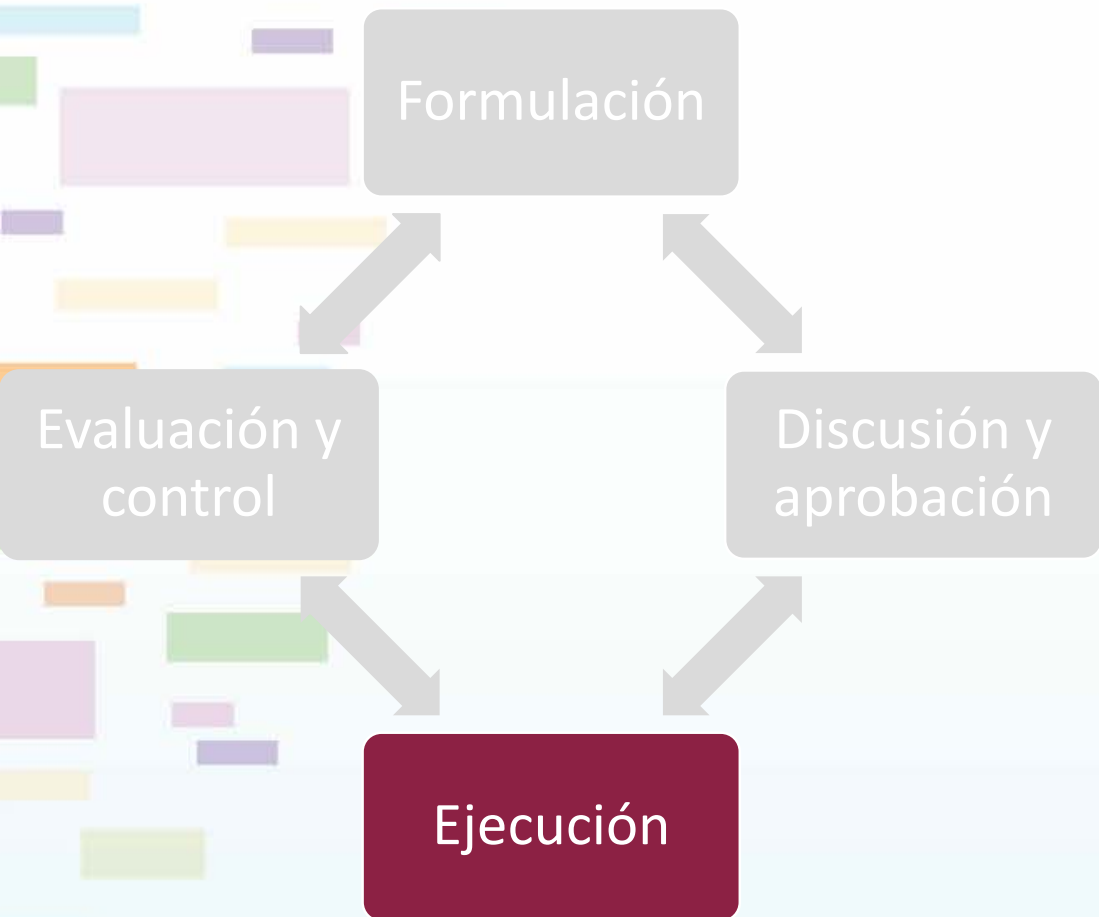 Formulación
Evaluación y
control
Discusión y
aprobación
Ejecución